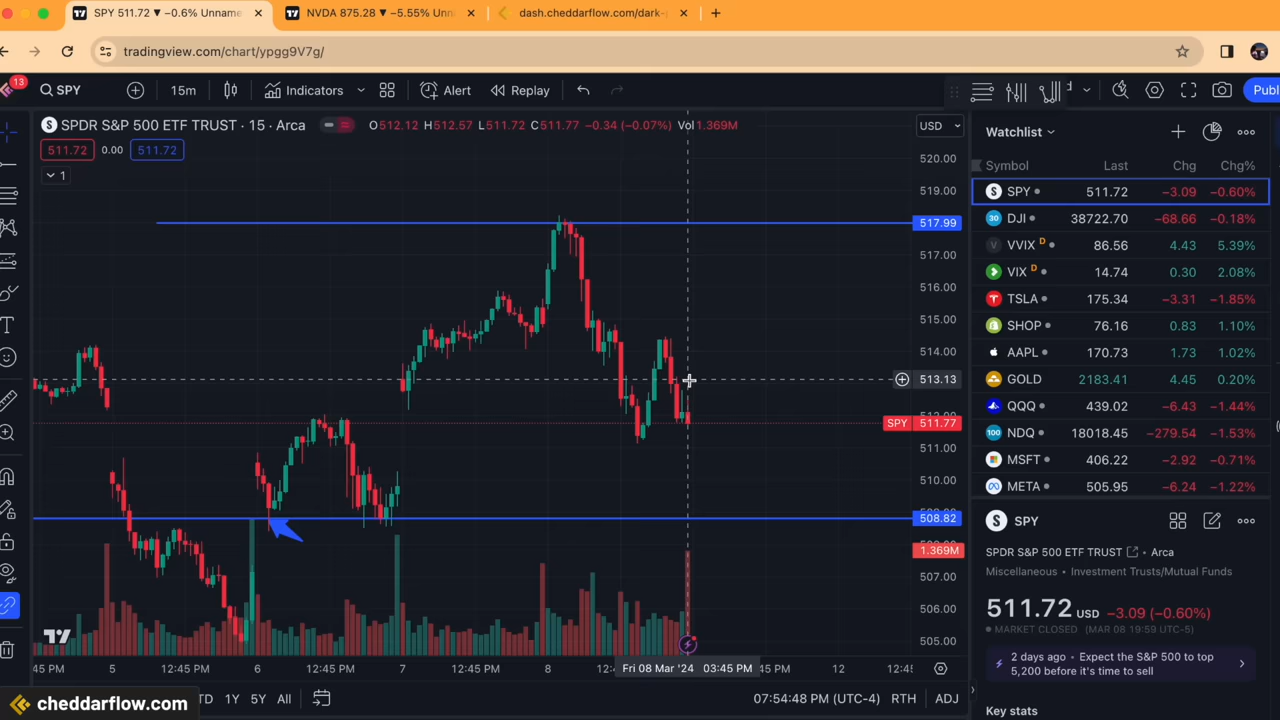 SPY 511.72 ▼ −0.6% Unname
NVDA 875.28 ▼ −5.55% Unn
dash.cheddarflow.com/dark-
tradingview.com/chart/ypgg9V7g/
13
SPY
15m
Indicators
Alert
Replay
Publ
SPDR S&P 500 ETF TRUST · 15 · Arca
O512.12 H512.57 L511.72 C511.77 −0.34 (−0.07%) Vol1.369M
USD
511.72 0.00 511.72
1
520.00
519.00
517.99
517.00
516.00
515.00
514.00
513.13
SPY 511.77
511.00
510.00
508.82
1.369M
507.00
506.00
505.00
:45 PM 5 12:45 PM 6 12:45 PM 7 12:45 PM 8 12: Fri 08 Mar '24 03:45 PM :45 PM 12 12:45
TD 1Y 5Y All
07:54:48 PM (UTC-4) RTH ADJ
cheddarflow.com
Watchlist
Symbol Last Chg Chg%
SPY 511.72 −3.09 −0.60%
DJI 38722.70 −68.66 −0.18%
VVIX D 86.56 4.43 5.39%
VIX D 14.74 0.30 2.08%
TSLA 175.34 −3.31 −1.85%
SHOP 76.16 0.83 1.10%
AAPL 170.73 1.73 1.02%
GOLD 2183.41 4.45 0.20%
QQQ 439.02 −6.43 −1.44%
NDQ 18018.45 −279.54 −1.53%
MSFT 406.22 −2.92 −0.71%
META 505.95 −6.24 −1.22%
SPY
SPDR S&P 500 ETF TRUST · Arca
Miscellaneous · Investment Trusts/Mutual Funds
511.72 USD −3.09 (−0.60%)
MARKET CLOSED (MAR 08 19:59 UTC-5)
2 days ago · Expect the S&P 500 to top
5,200 before it's time to sell
Key stats